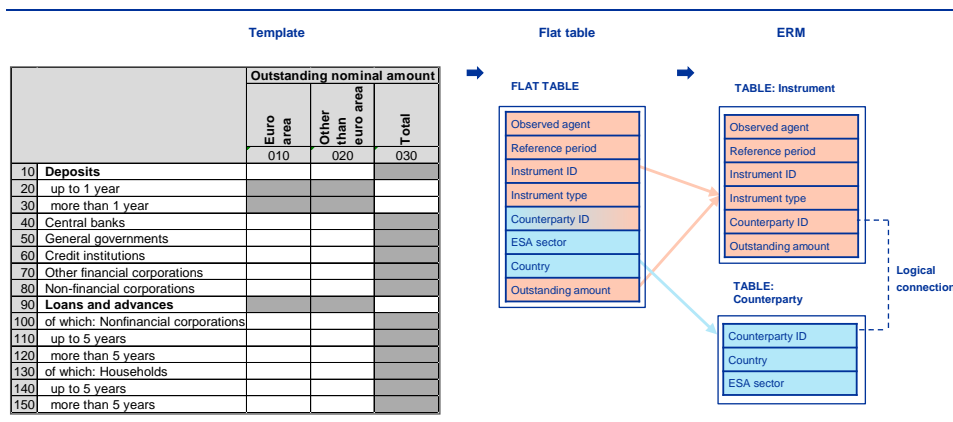 Template
Flat table
ERM
Outstanding nominal amount
Euro area
Other than euro area
Total
010 020 030
10 Deposits
20 up to 1 year
30 more than 1 year
40 Central banks
50 General governments
60 Credit institutions
70 Other financial corporations
80 Non-financial corporations
90 Loans and advances
100 of which: Nonfinancial corporations
110 up to 5 years
120 more than 5 years
130 of which: Households
140 up to 5 years
150 more than 5 years
FLAT TABLE
Observed agent
Reference period
Instrument ID
Instrument type
Counterparty ID
ESA sector
Country
Outstanding amount
TABLE: Instrument
Observed agent
Reference period
Instrument ID
Instrument type
Counterparty ID
Outstanding amount
TABLE:
Counterparty
Counterparty ID
Country
ESA sector
Logical
connection